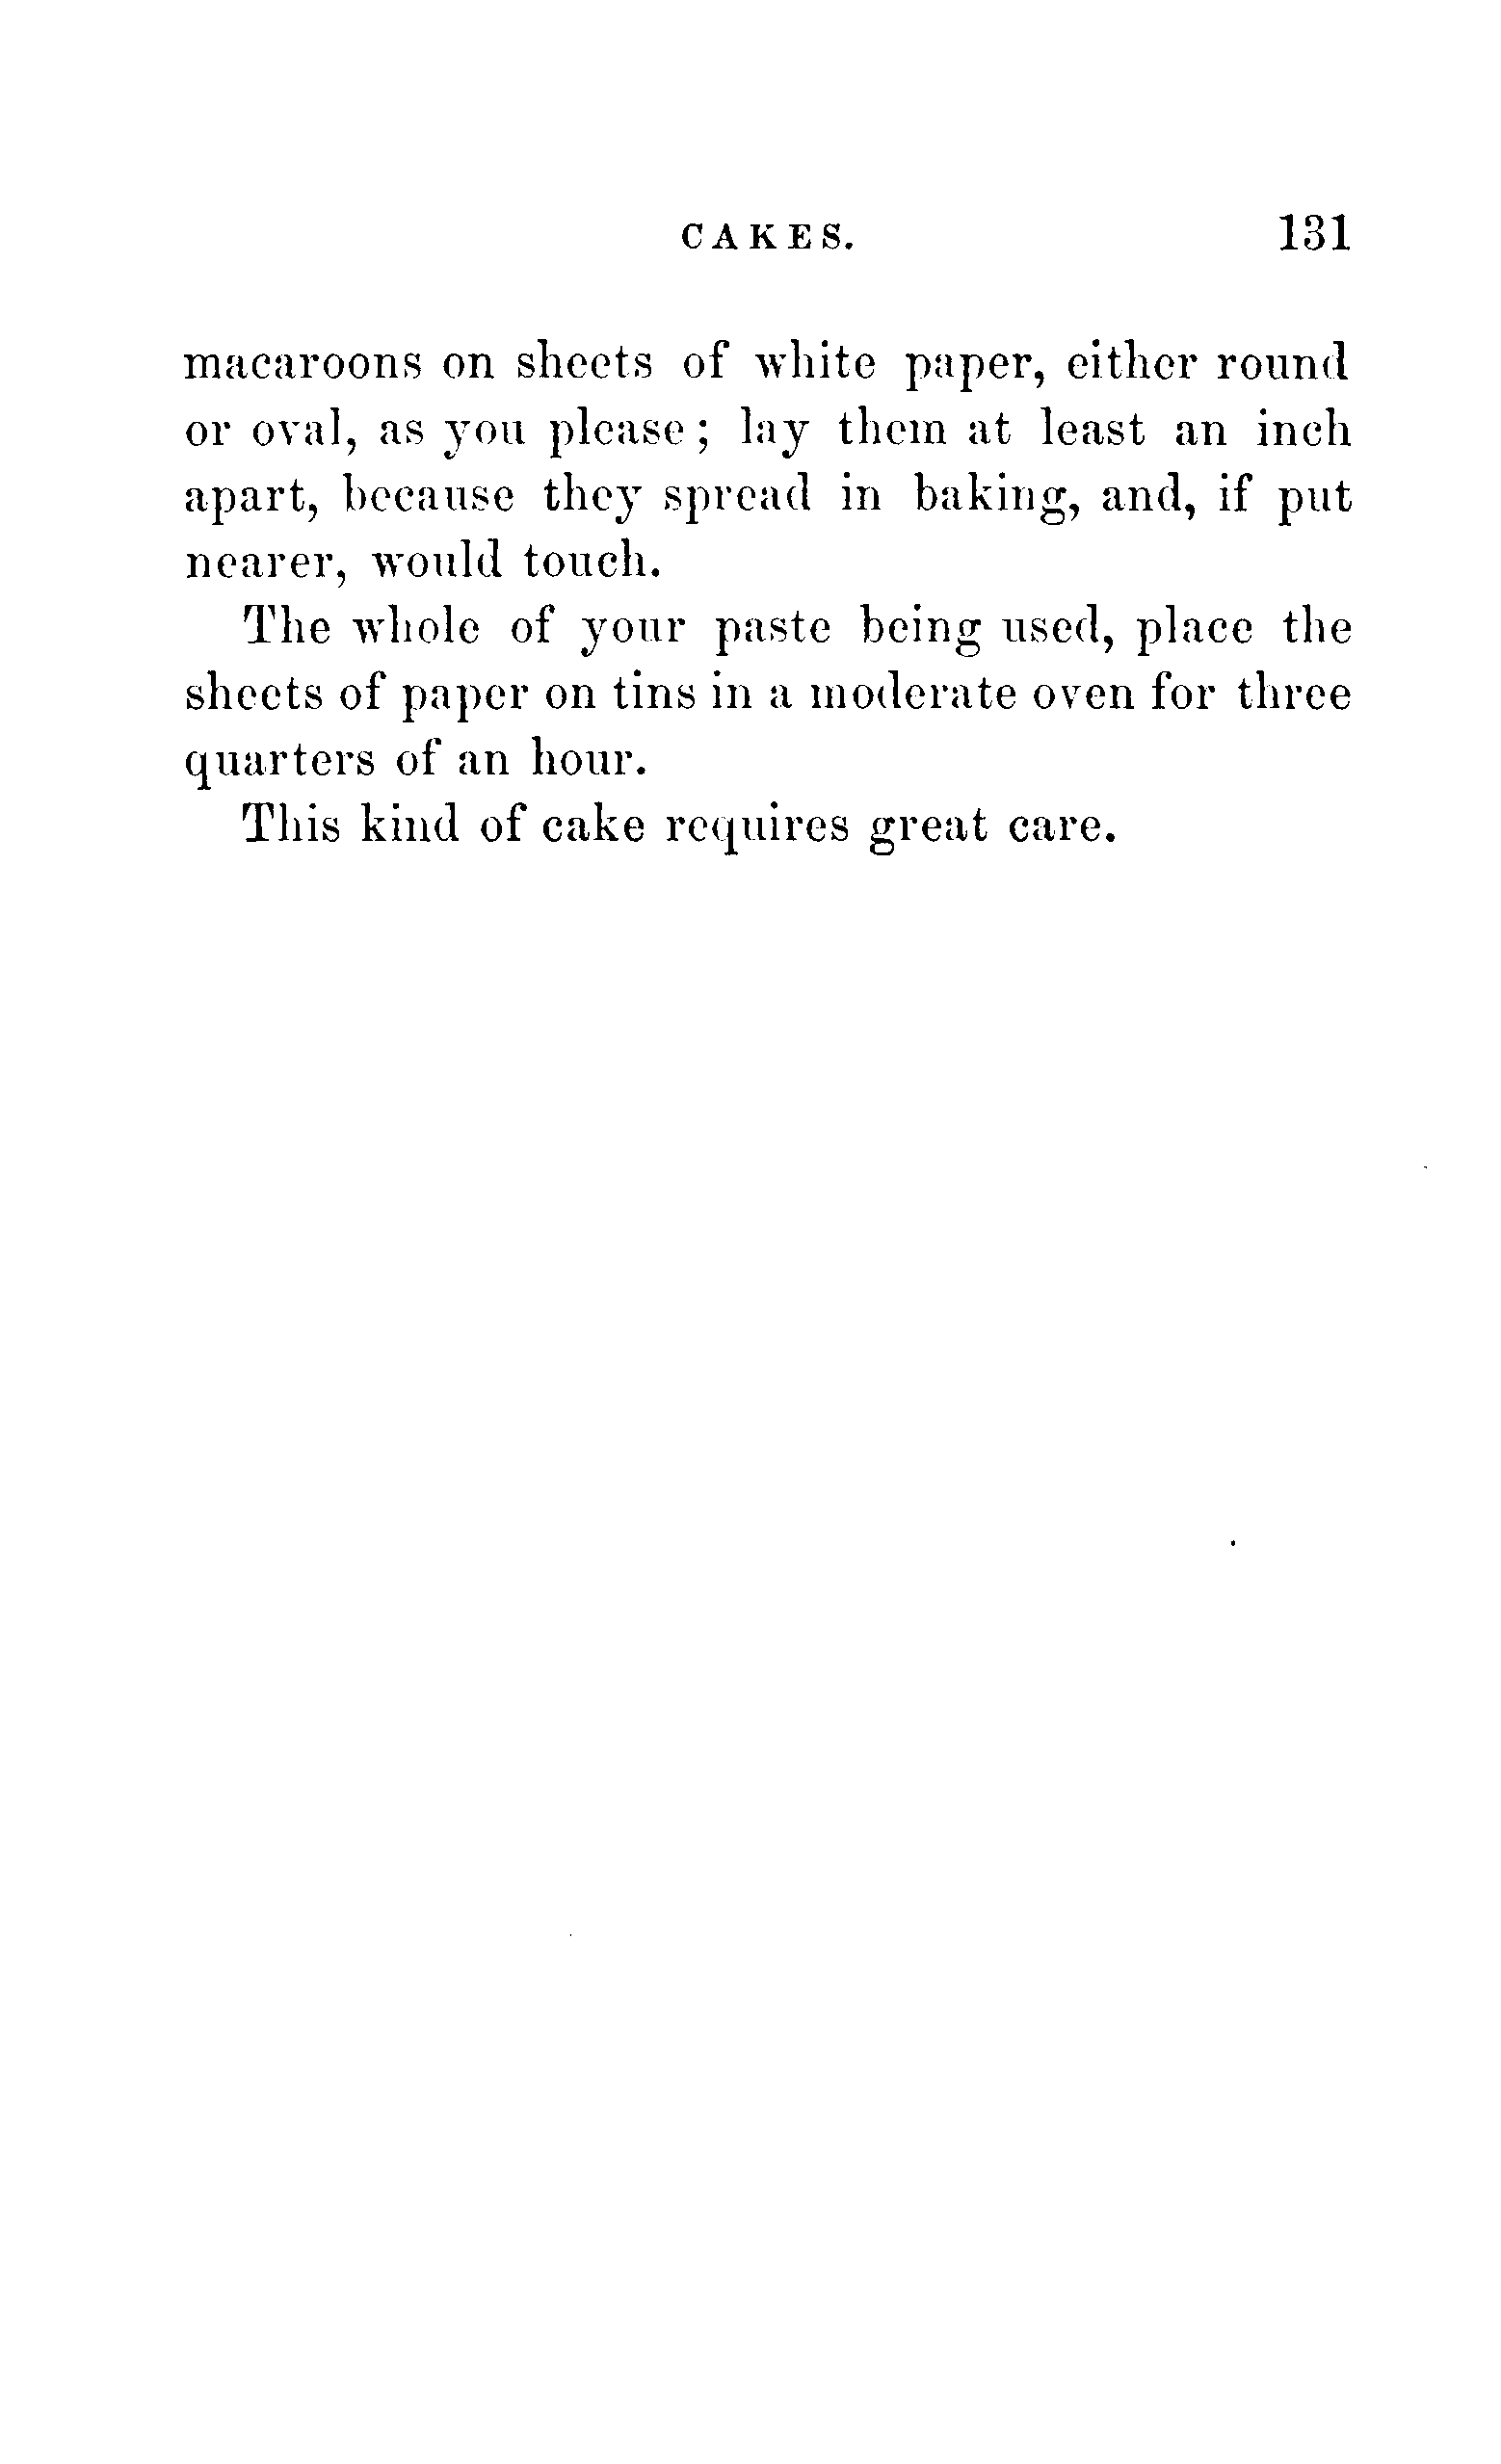 CAKES. 131
macaroons on sheets of white paper, either round
or oval, as you please; lay them at least an inch
apart, because they spread in baking, and, if put
nearer, would touch.
The whole of your paste being used, place the
sheets of paper on tins in a moderate oven for three
quarters of an hour.
This kind of cake requires great care.